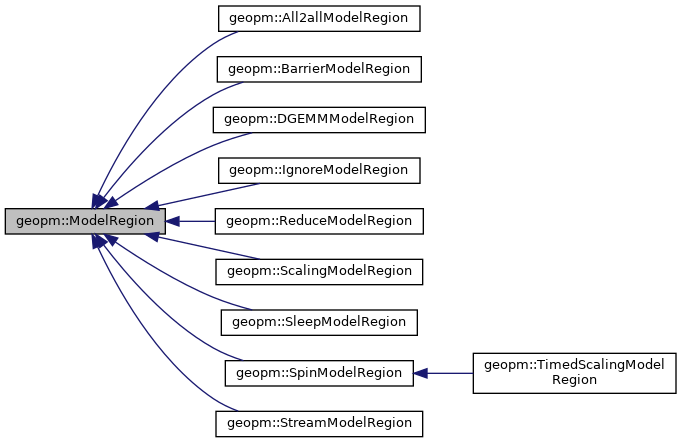 geopm::All2allModelRegion
geopm::BarrierModelRegion
geopm::DGEMMModelRegion
geopm::IgnoreModelRegion
geopm::ModelRegion
geopm::ReduceModelRegion
geopm::ScalingModelRegion
geopm::SleepModelRegion
geopm::SpinModelRegion
geopm::TimedScalingModel
Region
geopm::StreamModelRegion